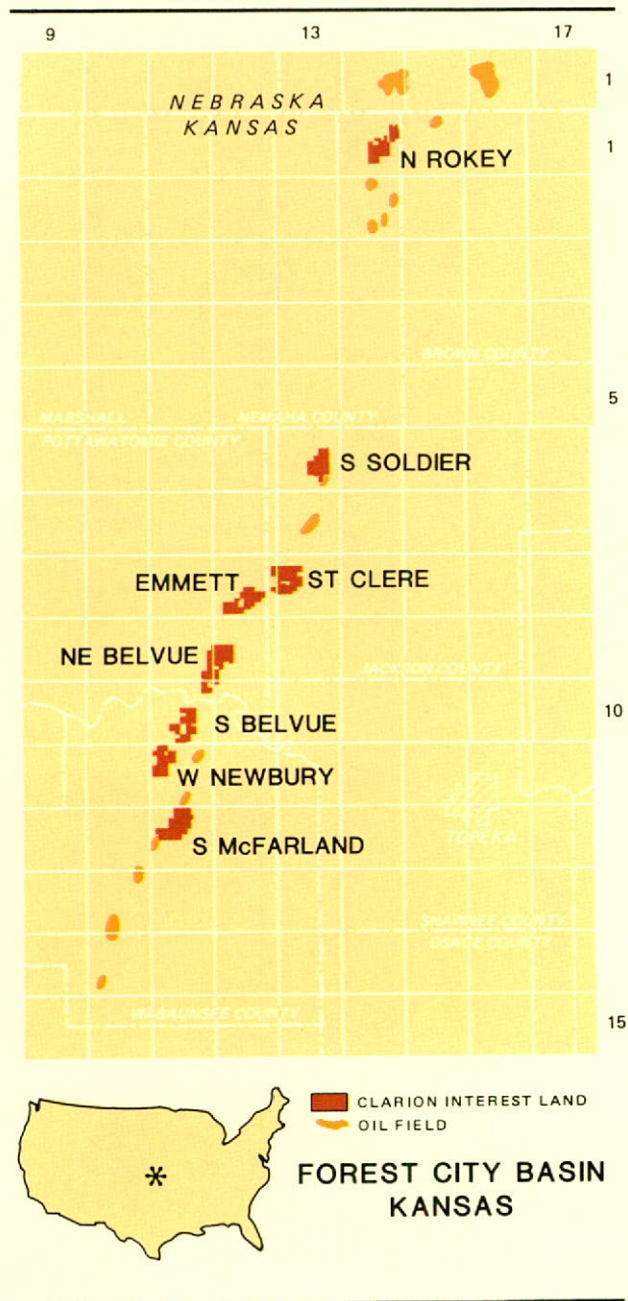 9 13 17
1
NEBRASKA
KANSAS
1
N ROKEY
BROWN COUNTY
5
MARSHALL NEMAHA COUNTY
POTTAWATOMIE COUNTY
S SOLDIER
EMMETT ST CLERE
NE BELVUE
JACKSON COUNTY
10
S BELVUE
W NEWBURY
TOPEKA
S McFARLAND
SHAWNEE COUNTY
OSAGE COUNTY
WABAUNSEE COUNTY
15
CLARION INTEREST LAND
OIL FIELD
FOREST CITY BASIN
KANSAS